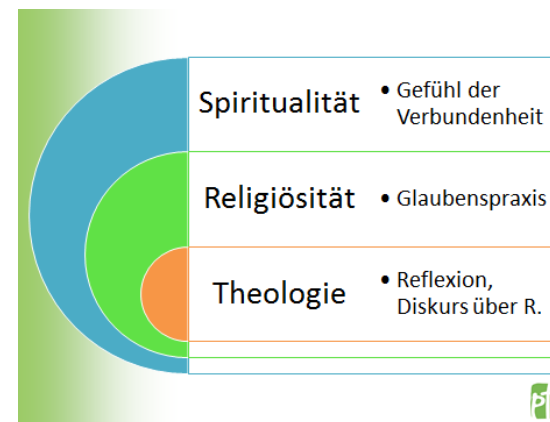 Spiritualität
• Gefühl der
Verbundenheit
Religiösität
• Glaubenspraxis
Theologie
• Reflexion,
Diskurs über R.